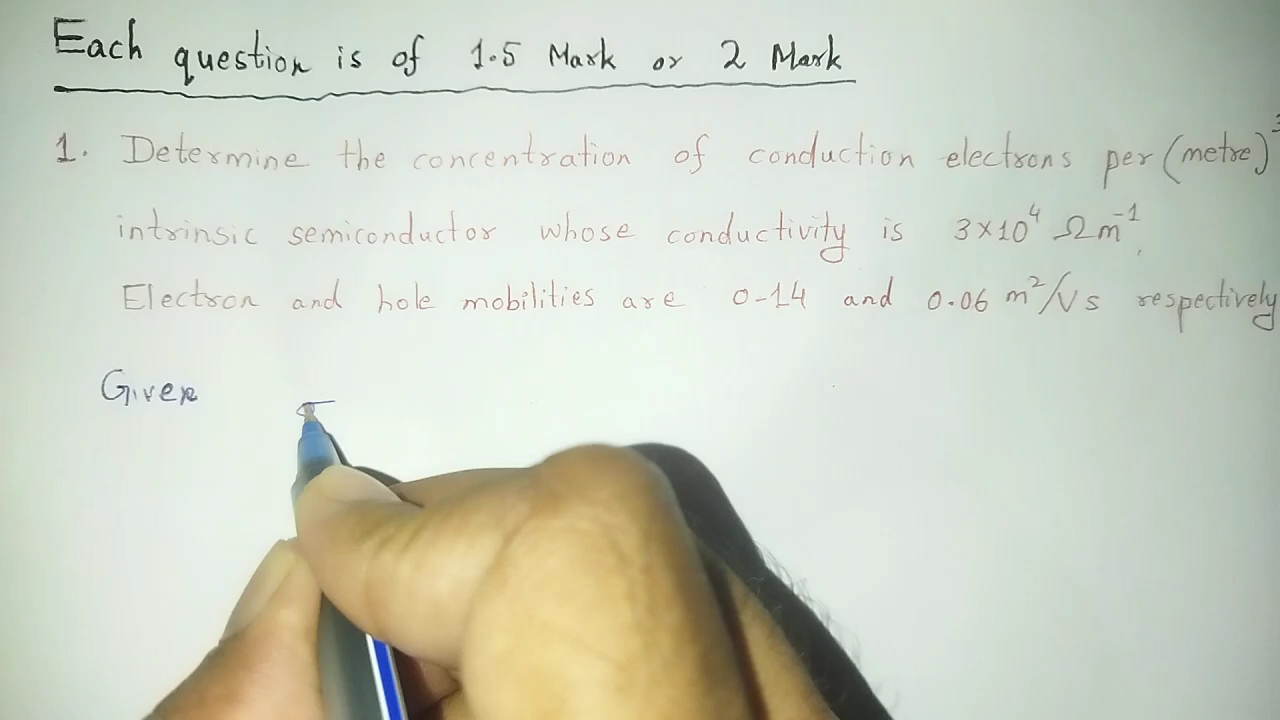 Each question is of 1.5 Mark or 2 Mark
1. Determine the concentration of conduction electrons per (metre)³
intrinsic semiconductor whose conductivity is 3×10⁴ Ωm⁻¹.
Electron and hole mobilities are 0-14 and 0.06 m²/Vs respectively
Given